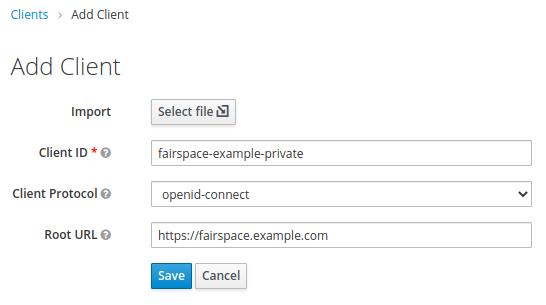 Clients > Add Client
Add Client
Import Select file
Client ID * fairspace-example-private
Client Protocol openid-connect
Root URL https://fairspace.example.com
Save Cancel